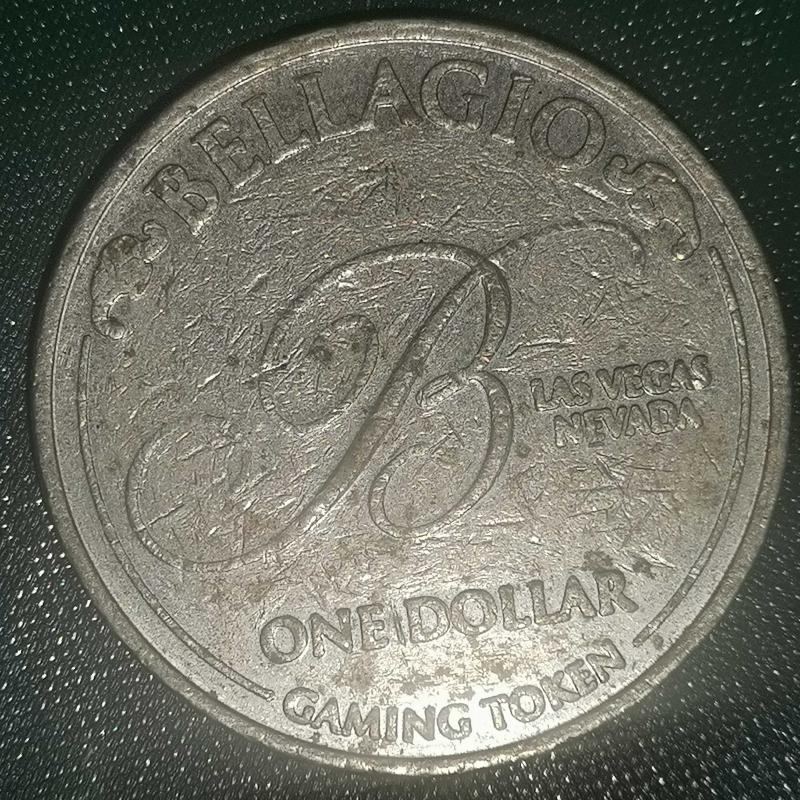 BELLAGIO
B
LAS VEGAS
NEVADA
ONE DOLLAR
GAMING TOKEN